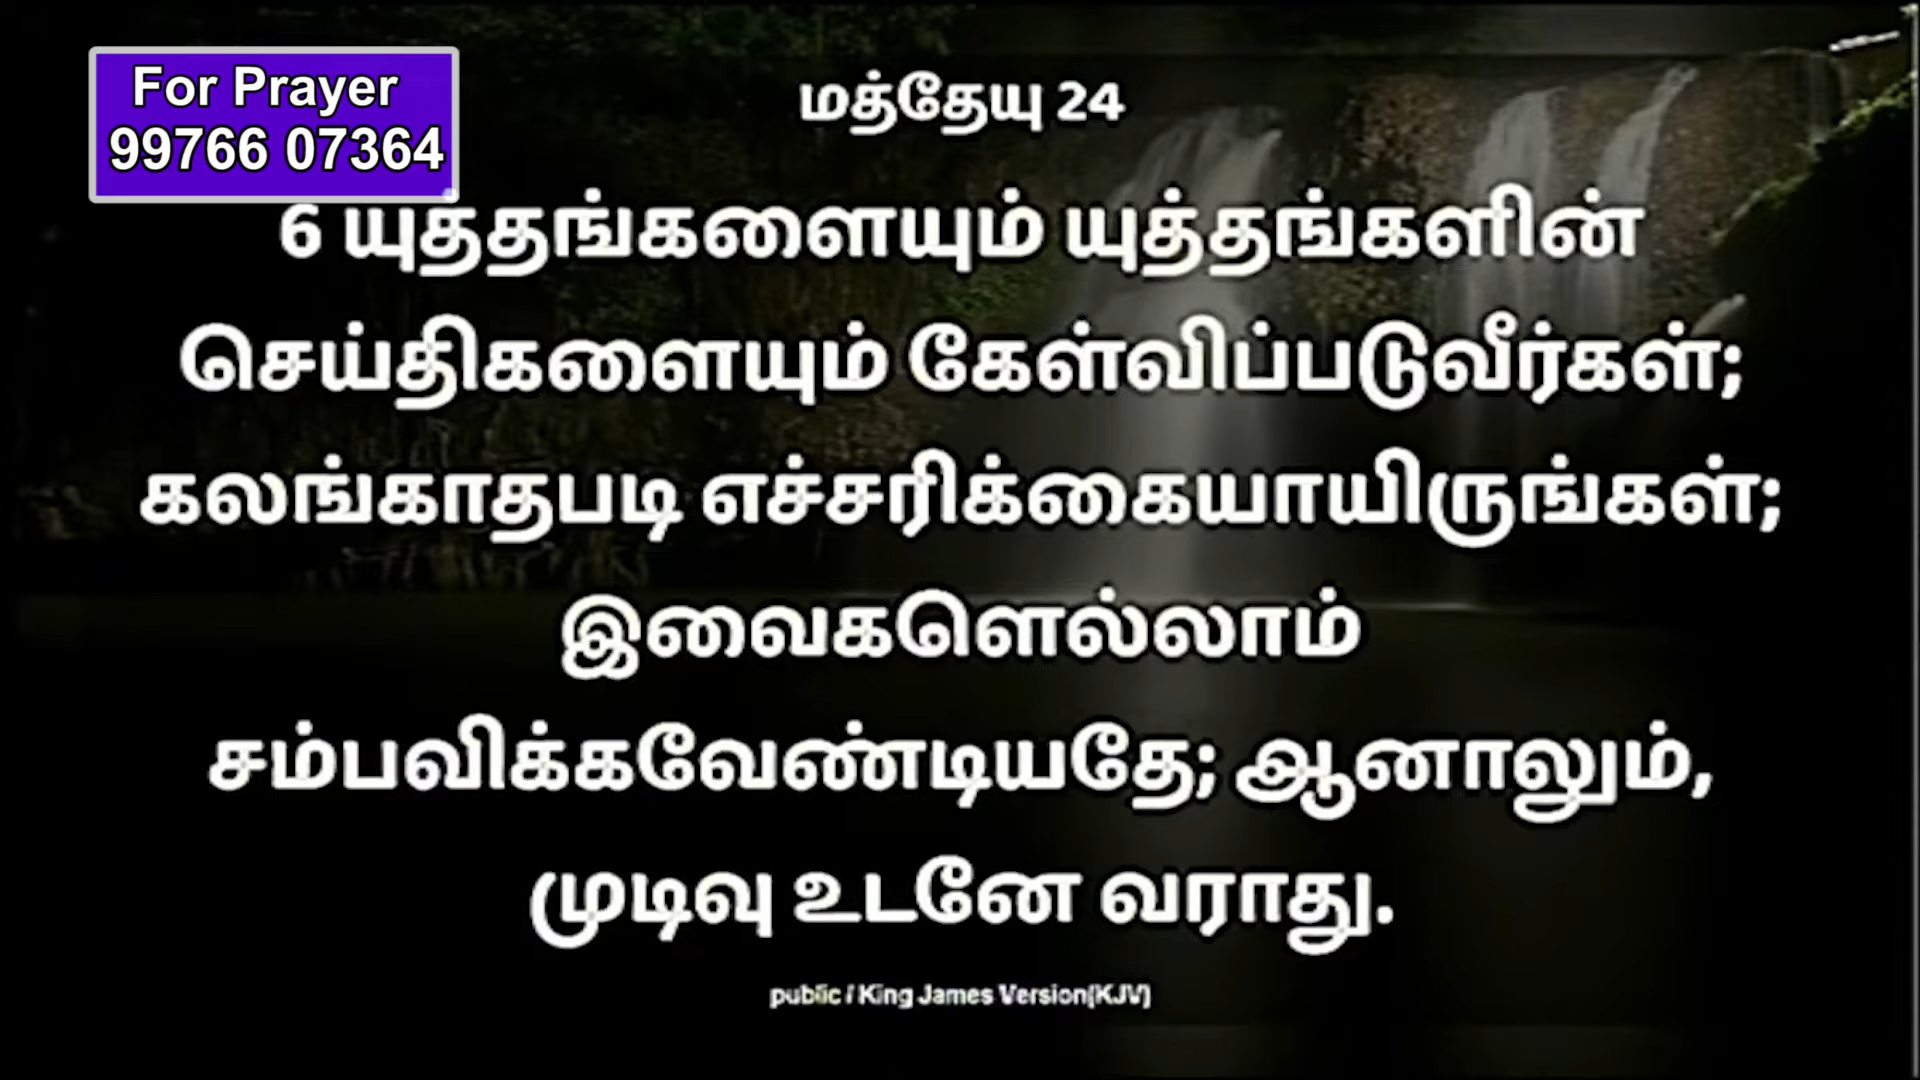 For Prayer
99766 07364
மத்தேயு 24
6 யுத்தங்களையும் யுத்தங்களின்
செய்திகளையும் கேள்விப்படுவீர்கள்;
கலங்காதபடி எச்சரிக்கையாயிருங்கள்;
இவைகளெல்லாம்
சம்பவிக்கவேண்டியதே; ஆனாலும்,
முடிவு உடனே வராது.
public / King James Version(KJV)